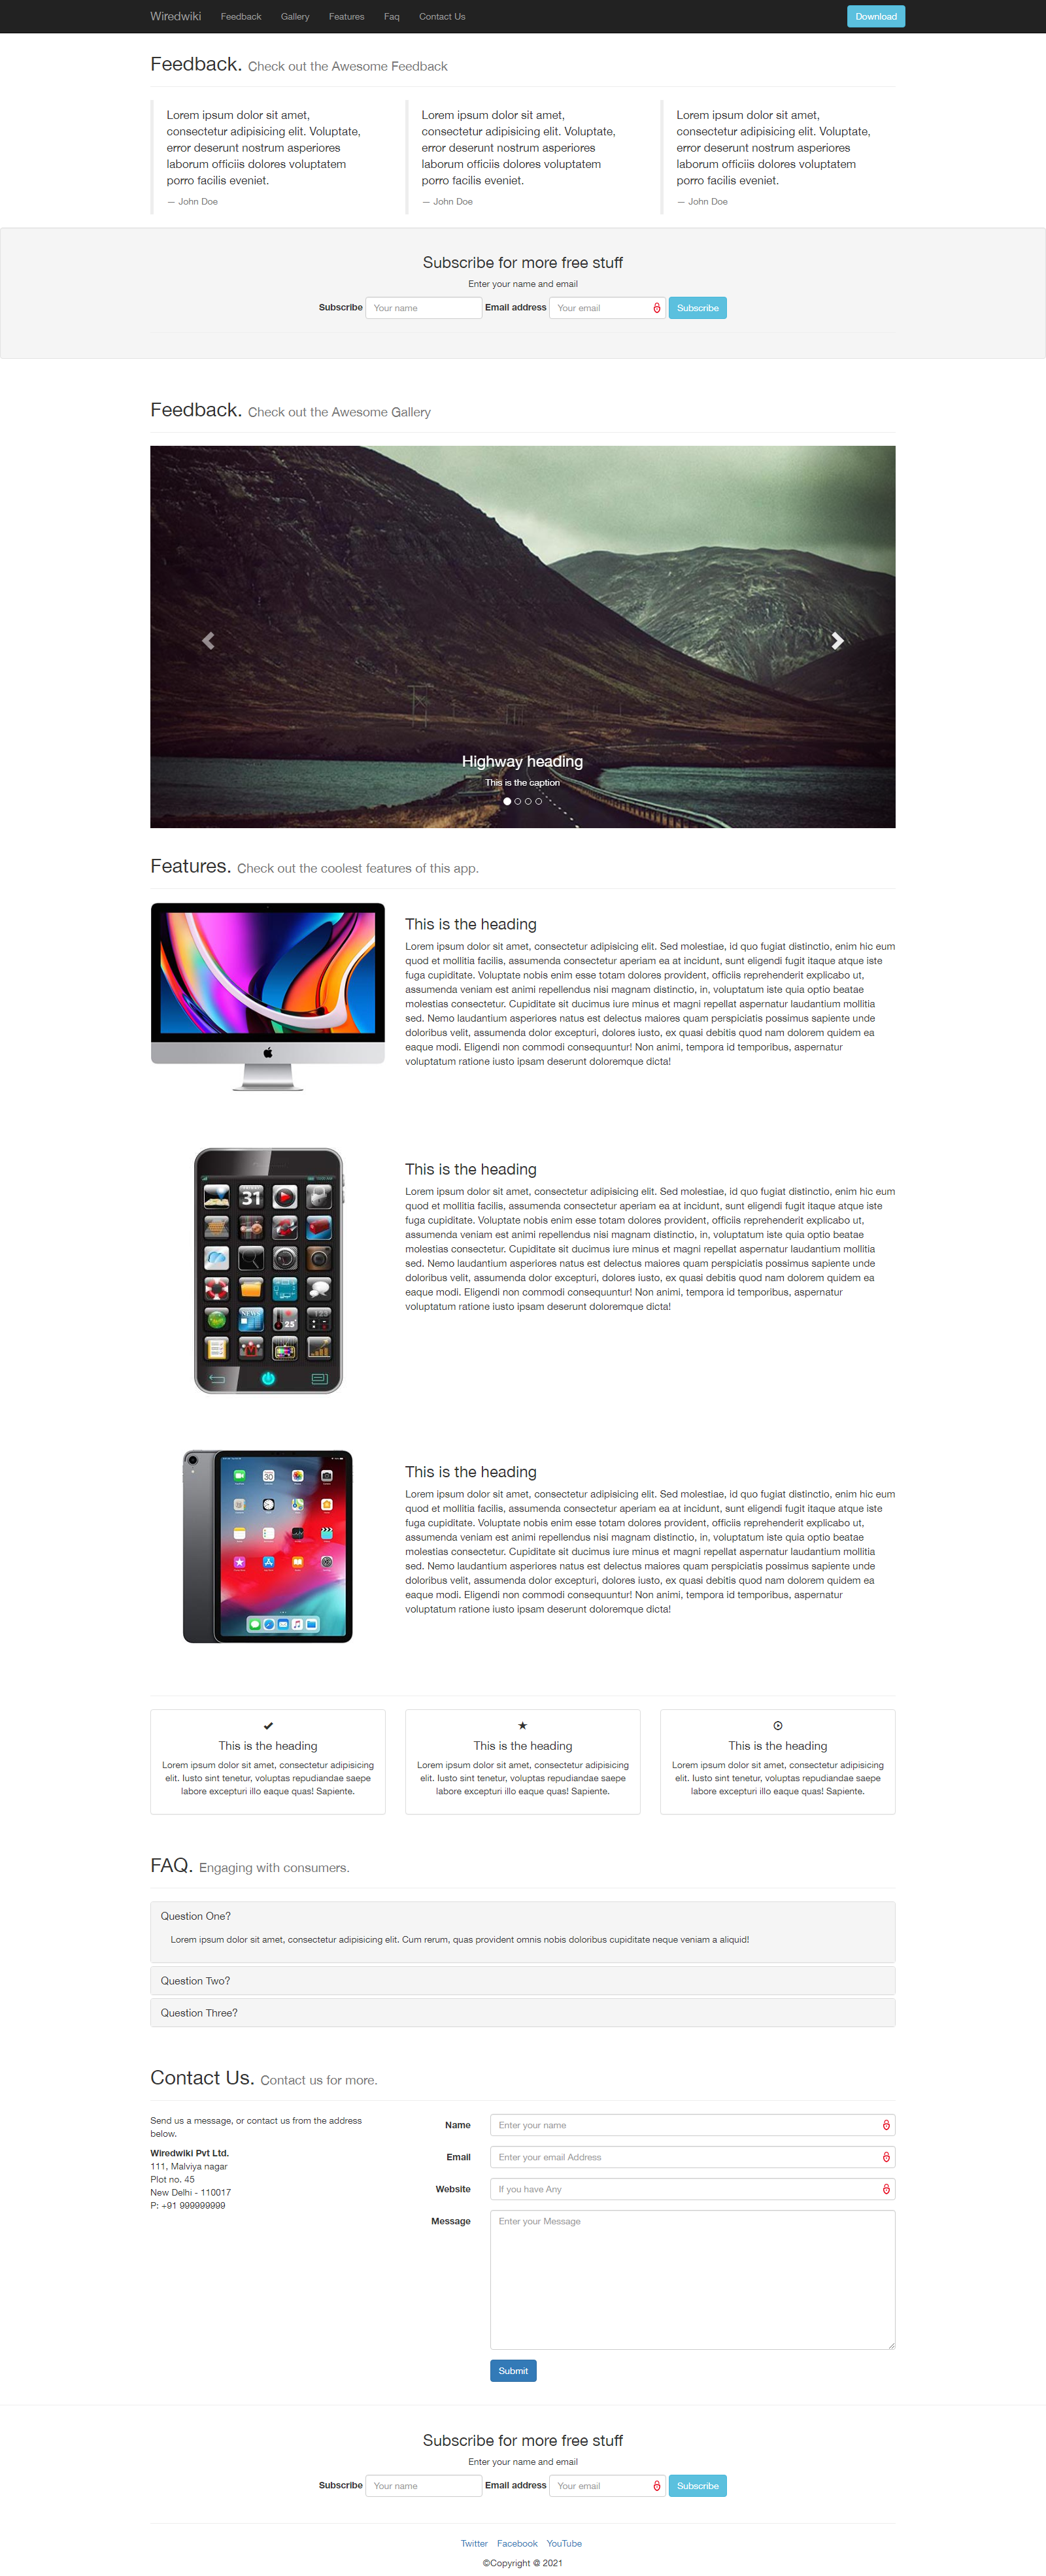 Wiredwiki Feedback Gallery Features Faq Contact Us Download
Feedback. Check out the Awesome Feedback
Lorem ipsum dolor sit amet,
consectetur adipisicing elit. Voluptate,
error deserunt nostrum asperiores
laborum officiis dolores voluptatem
porro facilis eveniet.
— John Doe
Lorem ipsum dolor sit amet,
consectetur adipisicing elit. Voluptate,
error deserunt nostrum asperiores
laborum officiis dolores voluptatem
porro facilis eveniet.
— John Doe
Lorem ipsum dolor sit amet,
consectetur adipisicing elit. Voluptate,
error deserunt nostrum asperiores
laborum officiis dolores voluptatem
porro facilis eveniet.
— John Doe
Subscribe for more free stuff
Enter your name and email
Subscribe Your name Email address Your email Subscribe
Feedback. Check out the Awesome Gallery
Highway heading
This is the caption
Features. Check out the coolest features of this app.
This is the heading
Lorem ipsum dolor sit amet, consectetur adipisicing elit. Sed molestiae, id quo fugiat distinctio, enim hic eum
quod et mollitia facilis, assumenda consectetur aperiam ea at incidunt, sunt eligendi fugit itaque atque iste
fuga cupiditate. Voluptate nobis enim esse totam dolores provident, officiis reprehenderit explicabo ut,
assumenda veniam est animi repellendus nisi magnam distinctio, in, voluptatum iste quia optio beatae
molestias consectetur. Cupiditate sit ducimus iure minus et magni repellat aspernatur laudantium mollitia
sed. Nemo laudantium asperiores natus est delectus maiores quam perspiciatis possimus sapiente unde
doloribus velit, assumenda dolor excepturi, dolores iusto, ex quasi debitis quod nam dolorem quidem ea
eaque modi. Eligendi non commodi consequuntur! Non animi, tempora id temporibus, aspernatur
voluptatum ratione iusto ipsam deserunt doloremque dicta!
31
25°
This is the heading
Lorem ipsum dolor sit amet, consectetur adipisicing elit. Sed molestiae, id quo fugiat distinctio, enim hic eum
quod et mollitia facilis, assumenda consectetur aperiam ea at incidunt, sunt eligendi fugit itaque atque iste
fuga cupiditate. Voluptate nobis enim esse totam dolores provident, officiis reprehenderit explicabo ut,
assumenda veniam est animi repellendus nisi magnam distinctio, in, voluptatum iste quia optio beatae
molestias consectetur. Cupiditate sit ducimus iure minus et magni repellat aspernatur laudantium mollitia
sed. Nemo laudantium asperiores natus est delectus maiores quam perspiciatis possimus sapiente unde
doloribus velit, assumenda dolor excepturi, dolores iusto, ex quasi debitis quod nam dolorem quidem ea
eaque modi. Eligendi non commodi consequuntur! Non animi, tempora id temporibus, aspernatur
voluptatum ratione iusto ipsam deserunt doloremque dicta!
This is the heading
Lorem ipsum dolor sit amet, consectetur adipisicing elit. Sed molestiae, id quo fugiat distinctio, enim hic eum
quod et mollitia facilis, assumenda consectetur aperiam ea at incidunt, sunt eligendi fugit itaque atque iste
fuga cupiditate. Voluptate nobis enim esse totam dolores provident, officiis reprehenderit explicabo ut,
assumenda veniam est animi repellendus nisi magnam distinctio, in, voluptatum iste quia optio beatae
molestias consectetur. Cupiditate sit ducimus iure minus et magni repellat aspernatur laudantium mollitia
sed. Nemo laudantium asperiores natus est delectus maiores quam perspiciatis possimus sapiente unde
doloribus velit, assumenda dolor excepturi, dolores iusto, ex quasi debitis quod nam dolorem quidem ea
eaque modi. Eligendi non commodi consequuntur! Non animi, tempora id temporibus, aspernatur
voluptatum ratione iusto ipsam deserunt doloremque dicta!
This is the heading
Lorem ipsum dolor sit amet, consectetur adipisicing
elit. Iusto sint tenetur, voluptas repudiandae saepe
labore excepturi illo eaque quas! Sapiente.
This is the heading
Lorem ipsum dolor sit amet, consectetur adipisicing
elit. Iusto sint tenetur, voluptas repudiandae saepe
labore excepturi illo eaque quas! Sapiente.
This is the heading
Lorem ipsum dolor sit amet, consectetur adipisicing
elit. Iusto sint tenetur, voluptas repudiandae saepe
labore excepturi illo eaque quas! Sapiente.
FAQ. Engaging with consumers.
Question One?
Lorem ipsum dolor sit amet, consectetur adipisicing elit. Cum rerum, quas provident omnis nobis doloribus cupiditate neque veniam a aliquid!
Question Two?
Question Three?
Contact Us. Contact us for more.
Send us a message, or contact us from the address
below.
Wiredwiki Pvt Ltd.
111, Malviya nagar
Plot no. 45
New Delhi - 110017
P: +91 999999999
Name Enter your name
Email Enter your email Address
Website If you have Any
Message Enter your Message
Submit
Subscribe for more free stuff
Enter your name and email
Subscribe Your name Email address Your email Subscribe
Twitter Facebook YouTube
©Copyright @ 2021